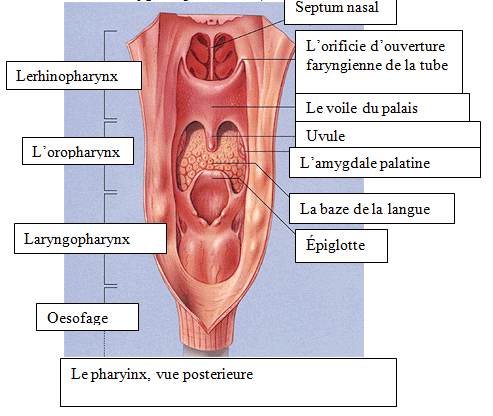 Septum nasal
L'orificie d'ouverture
faryngienne de la tube
Lerhinopharynx
Le voile du palais
Uvule
L'oropharynx
L'amygdale palatine
La baze de la langue
Laryngopharynx
Épiglotte
Oesofage
Le pharyinx, vue posterieure